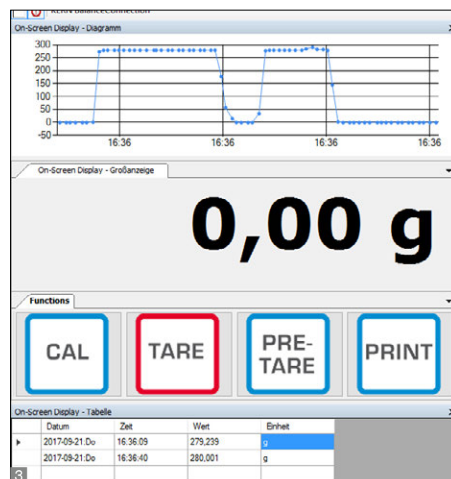 KERN BalanceConnection
On-Screen Display - Diagramm
300
250
200
150
100
50
0
-50
16:36 16:36 16:36 16:36
On-Screen Display - Großanzeige
0,00 g
Functions
CAL
TARE
PRE-
TARE
PRINT
On-Screen Display - Tabelle
Datum Zeit Wert Einheit
2017-09-21:Do 16:36:09 279,239 g
2017-09-21:Do 16:36:40 280,001 g
3